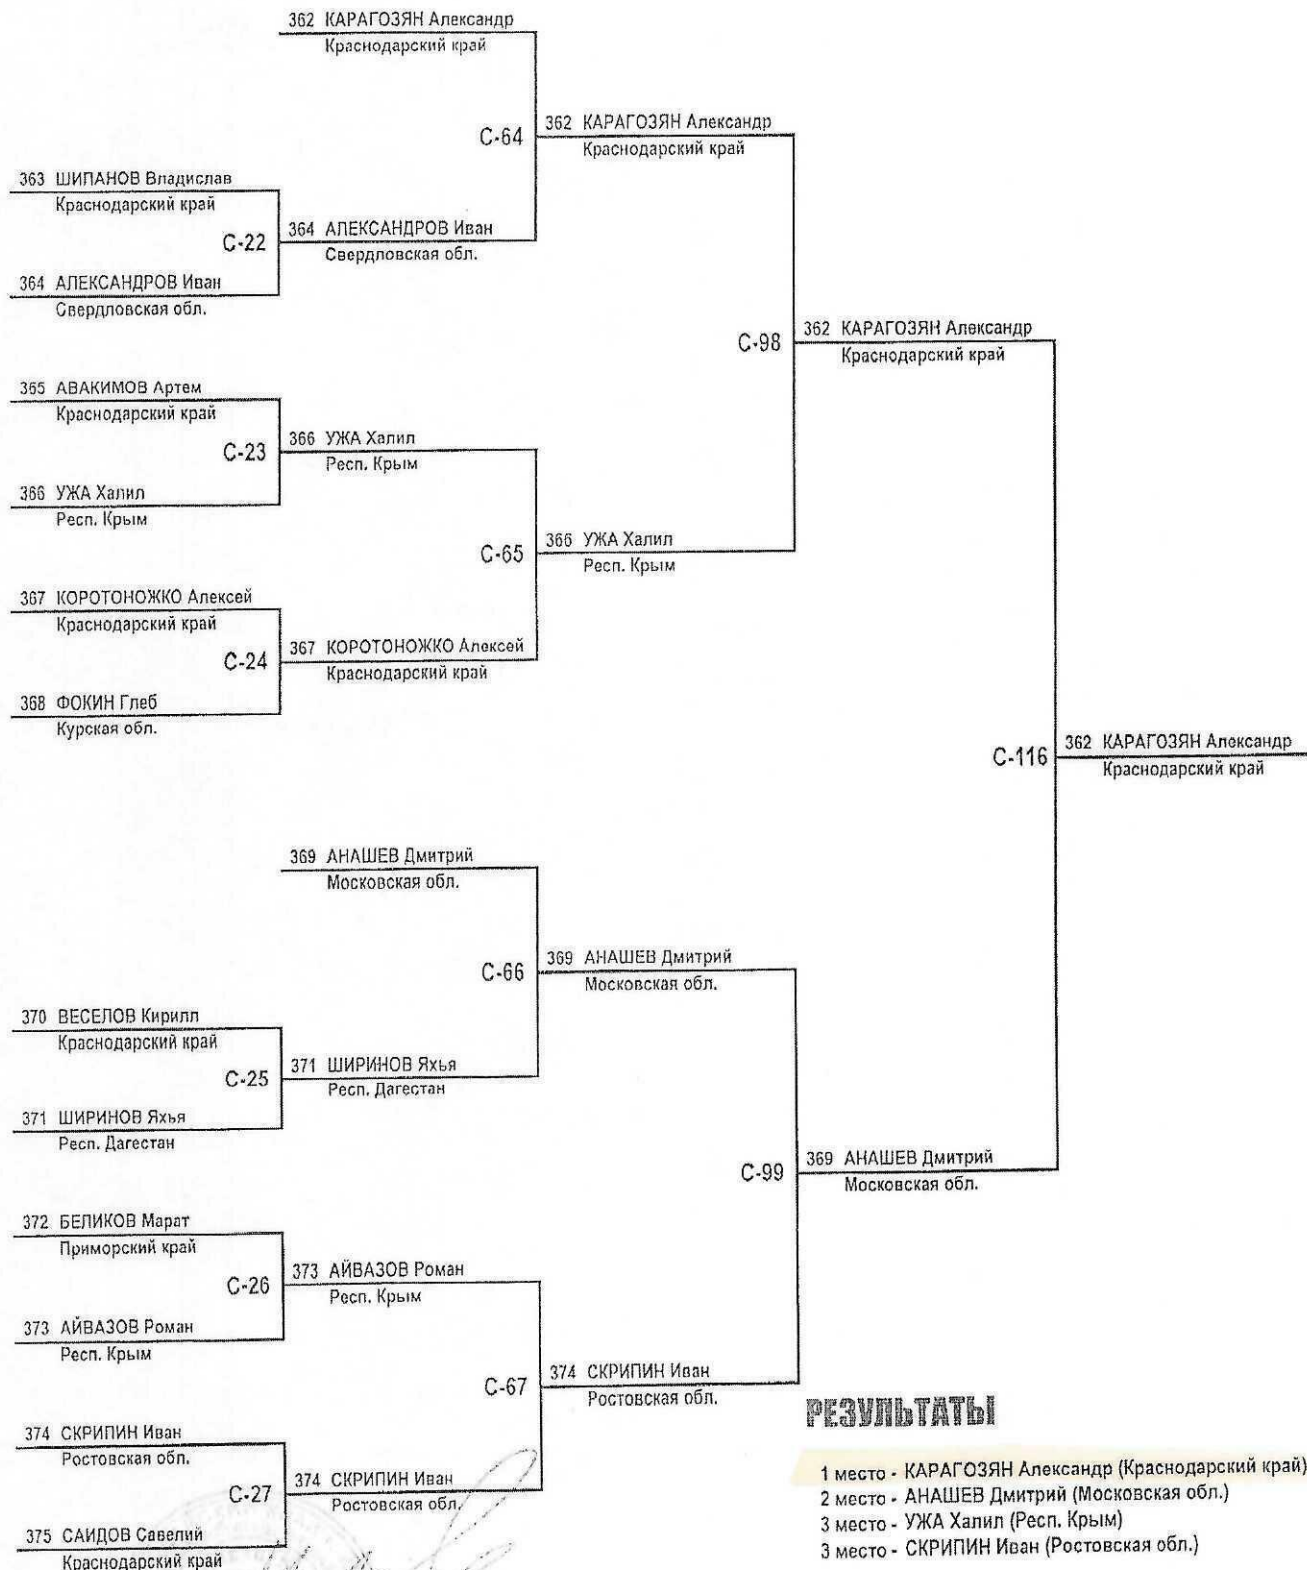 362 КАРАГОЗЯН Александр
Краснодарский край
С-64
362 КАРАГОЗЯН Александр
Краснодарский край
363 ШИПАНОВ Владислав
Краснодарский край
С-22
364 АЛЕКСАНДРОВ Иван
Свердловская обл.
364 АЛЕКСАНДРОВ Иван
Свердловская обл.
С-98
362 КАРАГОЗЯН Александр
Краснодарский край
365 АВАКИМОВ Артем
Краснодарский край
С-23
366 УЖА Халил
Респ. Крым
366 УЖА Халил
Респ. Крым
С-65
366 УЖА Халил
Респ. Крым
367 КОРОТОНОЖКО Алексей
Краснодарский край
С-24
367 КОРОТОНОЖКО Алексей
Краснодарский край
368 ФОКИН Глеб
Курская обл.
С-116
362 КАРАГОЗЯН Александр
Краснодарский край
369 АНАШЕВ Дмитрий
Московская обл.
С-66
369 АНАШЕВ Дмитрий
Московская обл.
370 ВЕСЕЛОВ Кирилл
Краснодарский край
С-25
371 ШИРИНОВ Яхья
Респ. Дагестан
371 ШИРИНОВ Яхья
Респ. Дагестан
С-99
369 АНАШЕВ Дмитрий
Московская обл.
372 БЕЛИКОВ Марат
Приморский край
С-26
373 АЙВАЗОВ Роман
Респ. Крым
373 АЙВАЗОВ Роман
Респ. Крым
С-67
374 СКРИПИН Иван
Ростовская обл.
374 СКРИПИН Иван
Ростовская обл.
С-27
374 СКРИПИН Иван
Ростовская обл.
375 САИДОВ Савелий
Краснодарский край
РЕЗУЛЬТАТЫ
1 место - КАРАГОЗЯН Александр (Краснодарский край)
2 место - АНАШЕВ Дмитрий (Московская обл.)
3 место - УЖА Халил (Респ. Крым)
3 место - СКРИПИН Иван (Ростовская обл.)